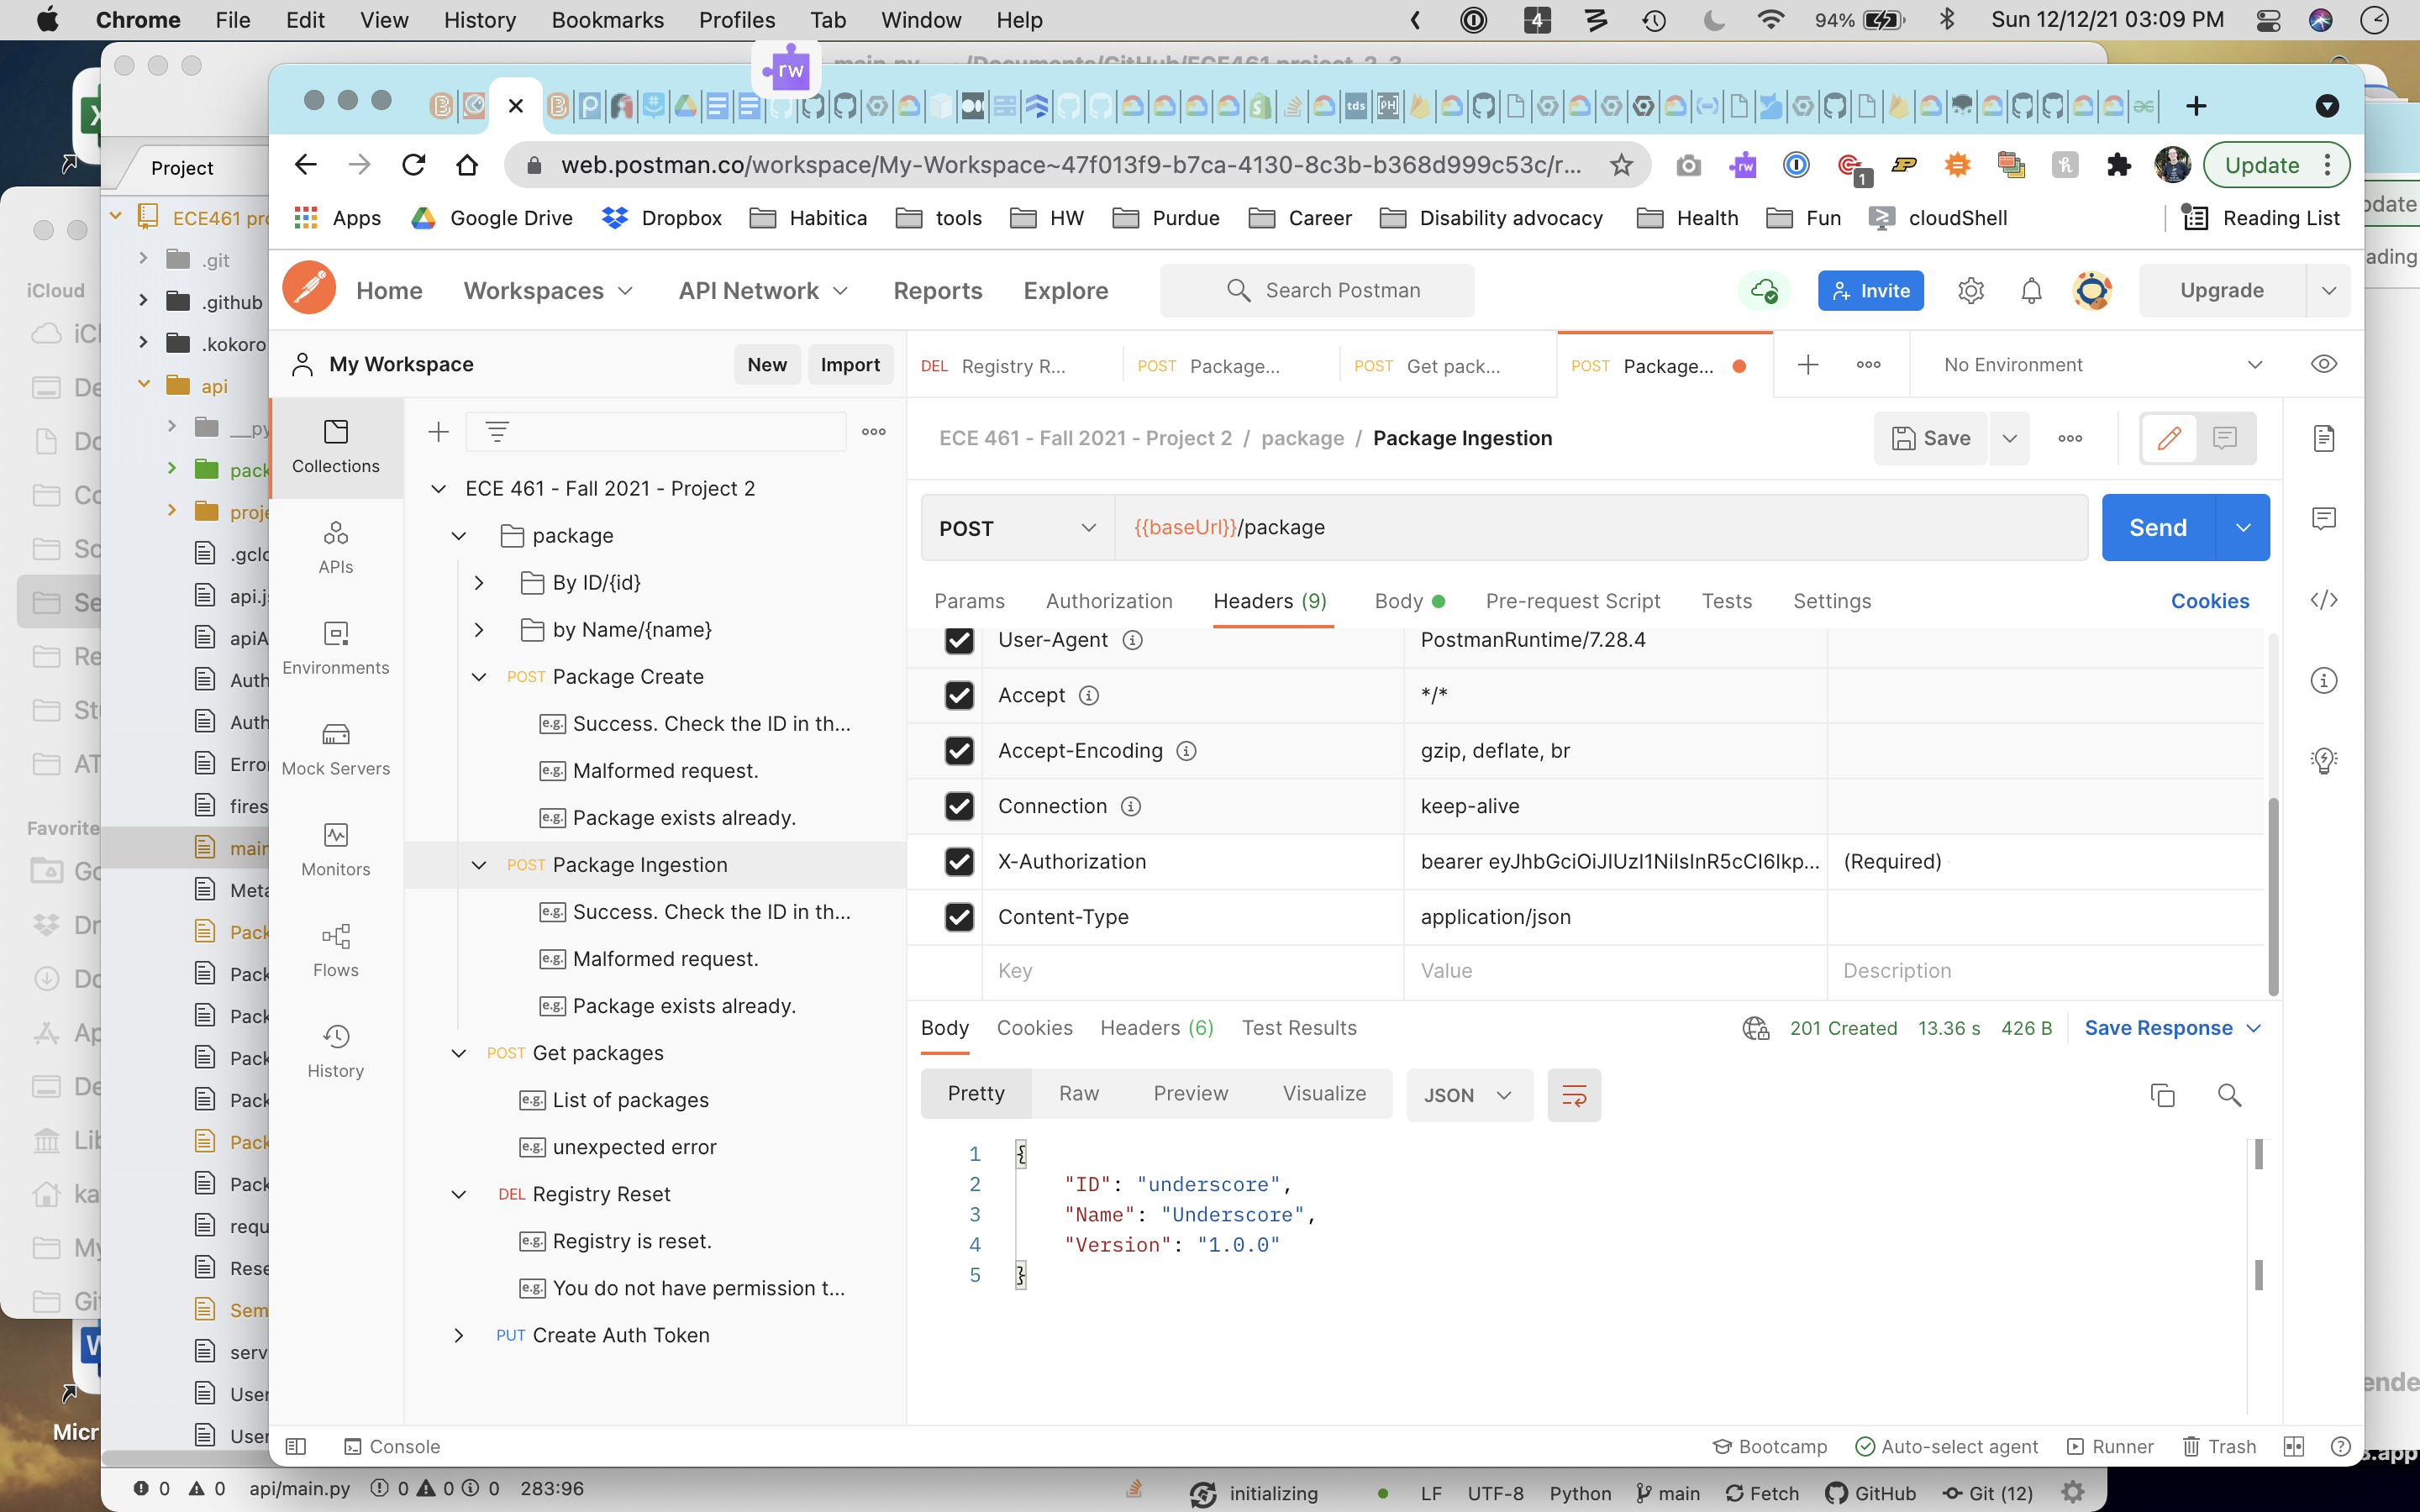 Chrome File Edit View History Bookmarks Profiles Tab Window Help
4 94% Sun 12/12/21 03:09 PM
rw
tds
PH
Project
web.postman.co/workspace/My-Workspace~47f013f9-b7ca-4130-8c3b-b368d999c53c/r...
rw 1 Update
Apps Google Drive Dropbox Habitica tools HW Purdue Career Disability advocacy Health Fun cloudShell Reading List
Home Workspaces API Network Reports Explore Search Postman Invite Upgrade
My Workspace New Import
DEL Registry R... POST Package... POST Get pack... POST Package... No Environment
ECE 461 - Fall 2021 - Project 2 / package / Package Ingestion Save
POST {{baseUrl}}/package Send
Params Authorization Headers (9) Body Pre-request Script Tests Settings Cookies
User-Agent PostmanRuntime/7.28.4
Accept */*
Accept-Encoding gzip, deflate, br
Connection keep-alive
X-Authorization bearer eyJhbGciOiJIUzI1NiIsInR5cCI6Ikp... (Required)
Content-Type application/json
Key Value Description
Body Cookies Headers (6) Test Results 201 Created 13.36 s 426 B Save Response
Pretty Raw Preview Visualize JSON
1 {
2 "ID": "underscore",
3 "Name": "Underscore",
4 "Version": "1.0.0"
5 }
Collections
APIs
Environments
Mock Servers
Monitors
Flows
History
ECE 461 - Fall 2021 - Project 2
package
By ID/{id}
by Name/{name}
POST Package Create
e.g. Success. Check the ID in th...
e.g. Malformed request.
e.g. Package exists already.
POST Package Ingestion
e.g. Success. Check the ID in th...
e.g. Malformed request.
e.g. Package exists already.
POST Get packages
e.g. List of packages
e.g. unexpected error
DEL Registry Reset
e.g. Registry is reset.
e.g. You do not have permission t...
PUT Create Auth Token
Console Bootcamp Auto-select agent Runner Trash
iCloud
Favorite
ECE461 pro
.git
.github
.kokoro
api
__py
pack
proje
.gclo
api.js
apiA
Auth
Auth
Error
fires
main
Meta
Pack
Pack
Pack
Pack
Pack
Pack
Pack
requ
Rese
Sem
serv
User
User
Micr
0 0 api/main.py 0 0 0 283:96 initializing LF UTF-8 Python main Fetch GitHub Git (12)